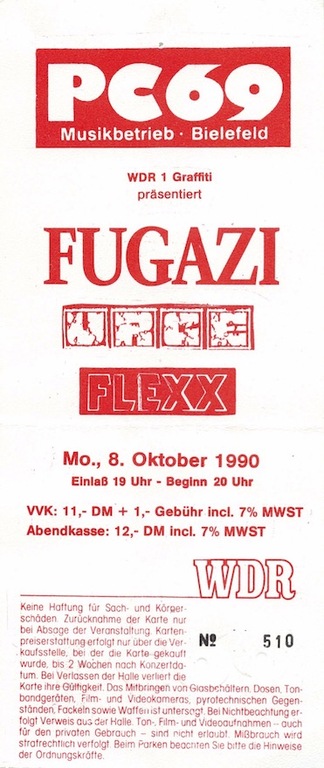 PC69
Musikbetrieb · Bielefeld
WDR 1 Graffiti
präsentiert
FUGAZI
URGE
FLEXX
Mo., 8. Oktober 1990
Einlaß 19 Uhr - Beginn 20 Uhr
VVK: 11,- DM + 1,- Gebühr incl. 7% MWST
Abendkasse: 12,- DM incl. 7% MWST
WDR
Keine Haftung für Sach- und Körper-
schäden. Zurücknahme der Karte nur
bei Absage der Veranstaltung. Karten-
preiserstattung erfolgt nur über die Ver-
kaufsstelle, bei der die Karte gekauft
wurde, bis 2 Wochen nach Konzertda-
tum. Bei Verlassen der Halle verliert die
Karte ihre Gültigkeit. Das Mitbringen von Glasbehältern, Dosen, Ton-
bandgeräten, Film- und Videokameras, pyrotechnischen Gegen-
ständen, Fackeln sowie Waffen ist untersagt. Bei Nichtbeachtung er-
folgt Verweis aus der Halle. Ton-, Film- und Videoaufnahmen – auch
für den privaten Gebrauch – sind nicht erlaubt. Mißbrauch wird
strafrechtlich verfolgt. Beim Parken beachten Sie bitte die Hinweise
der Ordnungskräfte.
№ 510